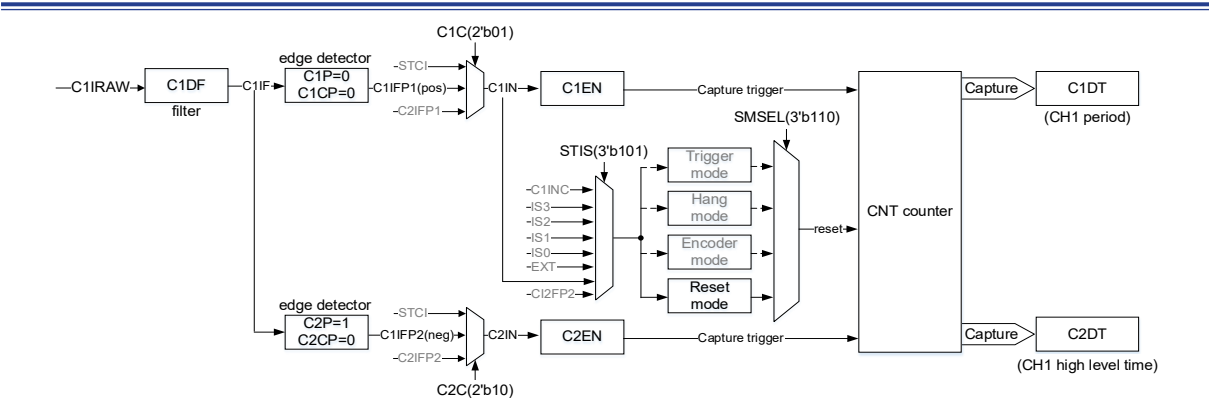 C1C(2'b01)
edge detector
C1P=0
C1CP=0
STCI
C1IRAW
C1DF
filter
C1IF
C1IFP1(pos)
C2IFP1
C1IN
C1EN
Capture trigger
Capture
C1DT
(CH1 period)
SMSEL(3'b110)
STIS(3'b101)
C1INC
IS3
IS2
IS1
IS0
EXT
CI2FP2
Trigger
mode
Hang
mode
Encoder
mode
Reset
mode
reset
CNT counter
edge detector
C2P=1
C2CP=0
STCI
C1IFP2(neg)
C2IFP2
C2IN
C2EN
Capture trigger
Capture
C2DT
(CH1 high level time)
C2C(2'b10)